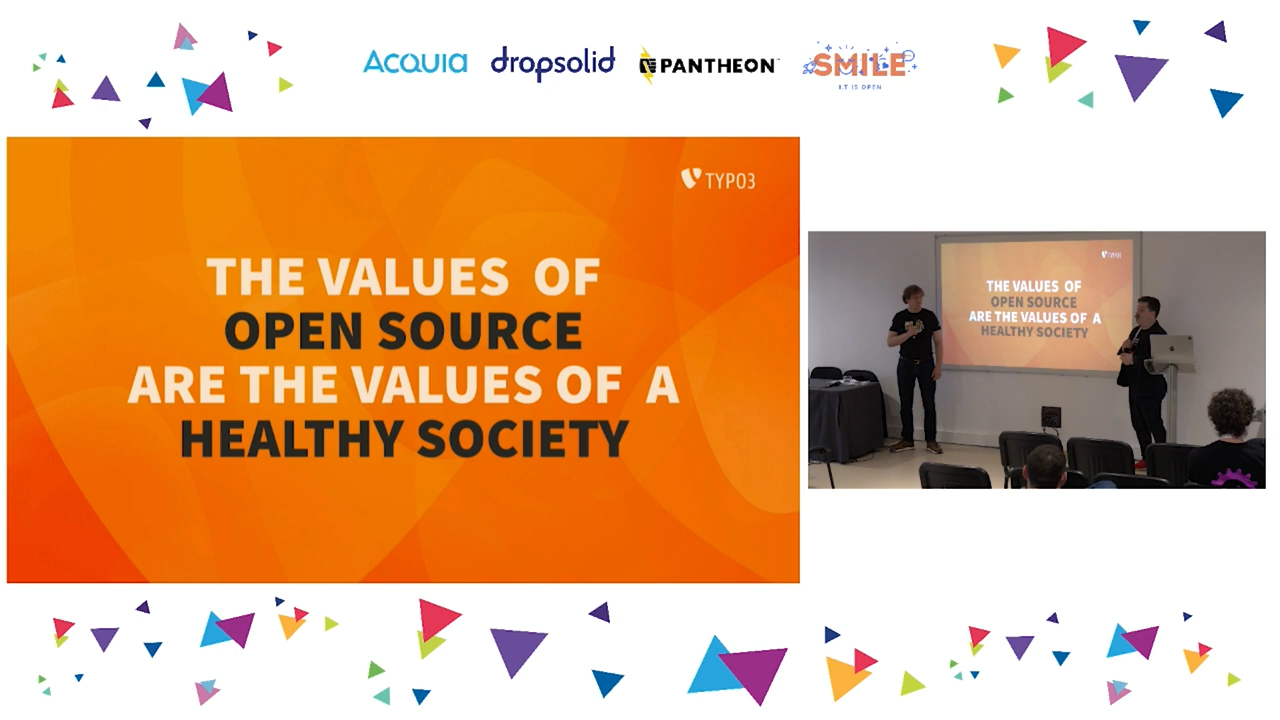 ACQUIA dropsolid PANTHEON SMILE
I.T IS OPEN
TYPO3
THE VALUES OF
OPEN SOURCE
ARE THE VALUES OF A
HEALTHY SOCIETY
TYPO3
THE VALUES OF
OPEN SOURCE
ARE THE VALUES OF A
HEALTHY SOCIETY